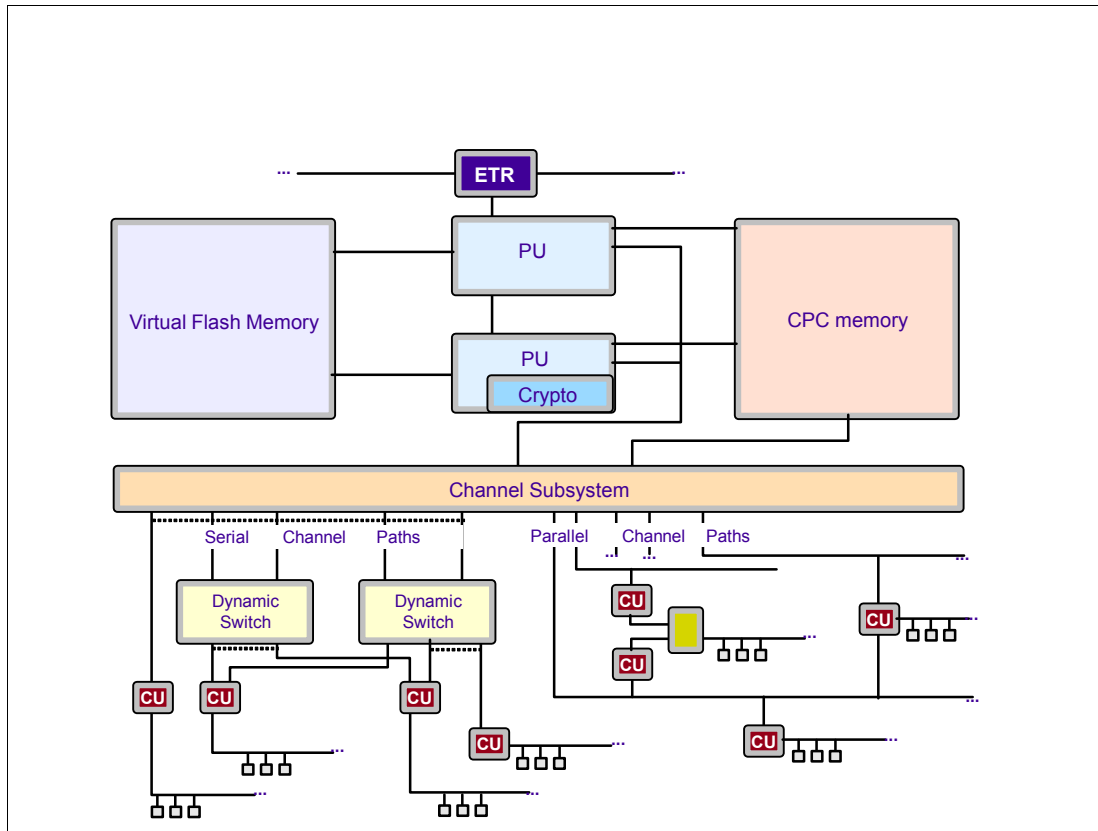 ... ETR ...
PU
Virtual Flash Memory
CPC memory
PU
Crypto
Channel Subsystem
Serial Channel Paths
Parallel Channel Paths
... ...
...
Dynamic
Switch
Dynamic
Switch
CU
CU
...
CU
...
CU
CU
CU
CU
...
CU
...
CU
...
...
...
...